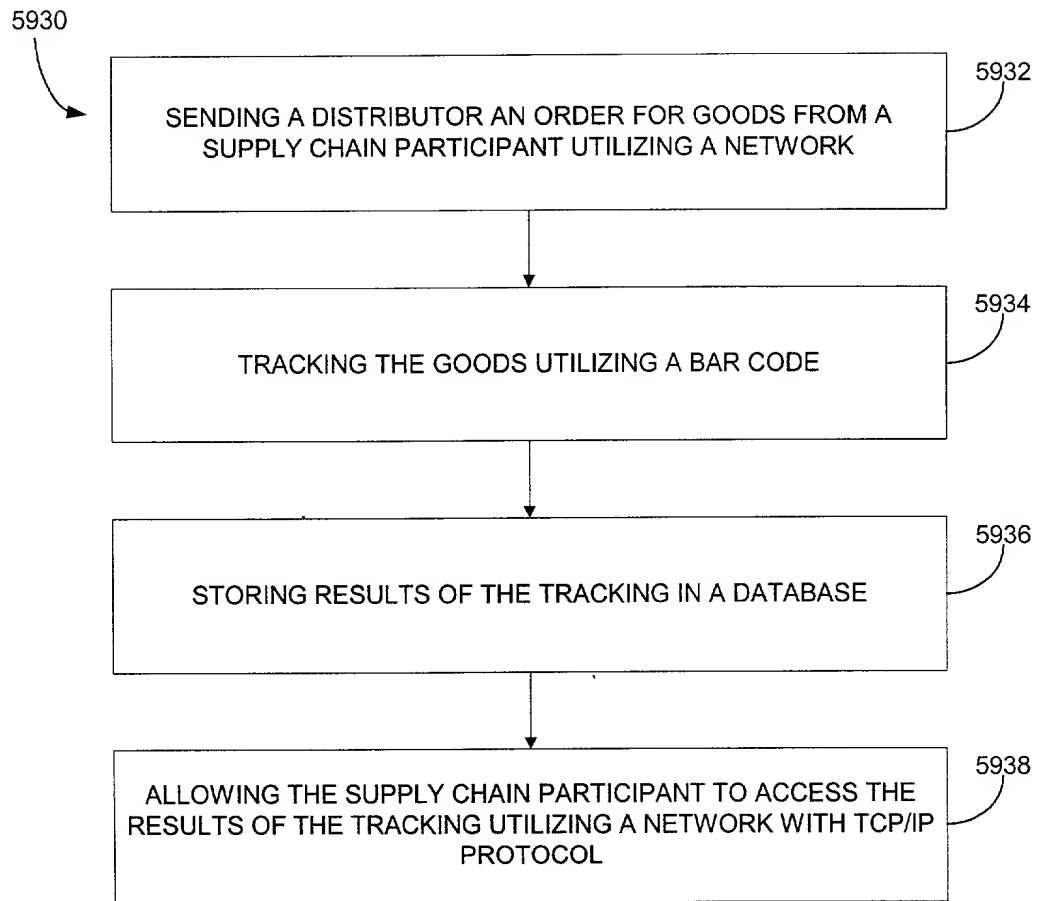 5930
5932
SENDING A DISTRIBUTOR AN ORDER FOR GOODS FROM A
SUPPLY CHAIN PARTICIPANT UTILIZING A NETWORK
5934
TRACKING THE GOODS UTILIZING A BAR CODE
5936
STORING RESULTS OF THE TRACKING IN A DATABASE
5938
ALLOWING THE SUPPLY CHAIN PARTICIPANT TO ACCESS THE
RESULTS OF THE TRACKING UTILIZING A NETWORK WITH TCP/IP
PROTOCOL